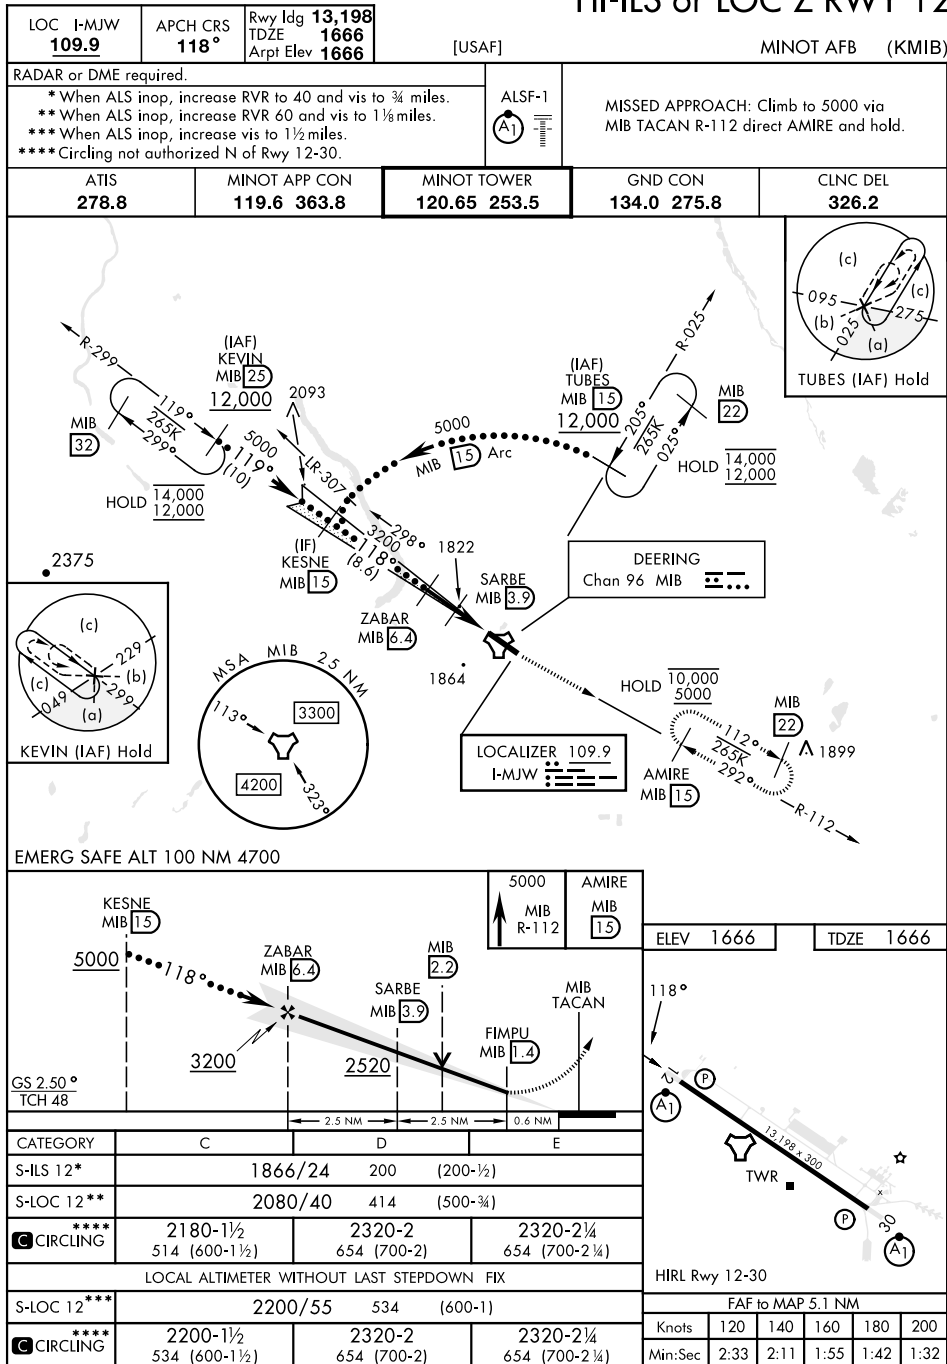 HI-ILS or LOC Z RWY 12
LOC I-MJW
109.9
APCH CRS
118°
Rwy ldg 13,198
TDZE 1666
Arpt Elev 1666
[USAF]
MINOT AFB (KMIB)
RADAR or DME required.
* When ALS inop, increase RVR to 40 and vis to ¾ miles.
** When ALS inop, increase RVR 60 and vis to 1⅛ miles.
*** When ALS inop, increase vis to 1½ miles.
**** Circling not authorized N of Rwy 12-30.
ALSF-1
A1
MISSED APPROACH: Climb to 5000 via
MIB TACAN R-112 direct AMIRE and hold.
ATIS
278.8
MINOT APP CON
119.6 363.8
MINOT TOWER
120.65 253.5
GND CON
134.0 275.8
CLNC DEL
326.2
(c)
(c)
095
275
(b)
025
(a)
TUBES (IAF) Hold
R-299
(IAF)
KEVIN
MIB 25
12,000
MIB
32
119°
265K
299°
HOLD 14,000
12,000
5000
119°
(10)
2093
LR-307
5000
MIB 15 Arc
(IAF)
TUBES
MIB 15
12,000
R-025
205°
265K
025°
MIB
22
HOLD 14,000
12,000
298°
3200
118°
(8.6)
(IF)
KESNE
MIB 15
1822
SARBE
MIB 3.9
ZABAR
MIB 6.4
DEERING
Chan 96 MIB
2375
(c)
229
(c)
(b)
049
299
(a)
KEVIN (IAF) Hold
MSA MIB 25 NM
113°
3300
4200
323°
1864
LOCALIZER 109.9
I-MJW
HOLD 10,000
5000
MIB
22
112°
265K
292°
1899
AMIRE
MIB 15
R-112
EMERG SAFE ALT 100 NM 4700
KESNE
MIB 15
5000
118°
ZABAR
MIB 6.4
3200
SARBE
MIB 3.9
2520
MIB
2.2
FIMPU
MIB 1.4
MIB
TACAN
5000
MIB
R-112
AMIRE
MIB
15
GS 2.50°
TCH 48
2.5 NM
2.5 NM
0.6 NM
ELEV 1666
TDZE 1666
118°
12
P
A1
13,198 x 300
TWR
x
P
30
A1
HIRL Rwy 12-30
CATEGORY C D E
S-ILS 12* 1866/24 200 (200-½)
S-LOC 12** 2080/40 414 (500-¾)
C CIRCLING **** 2180-1½ 2320-2 2320-2¼
514 (600-1½) 654 (700-2) 654 (700-2¼)
LOCAL ALTIMETER WITHOUT LAST STEPDOWN FIX
S-LOC 12*** 2200/55 534 (600-1)
C CIRCLING **** 2200-1½ 2320-2 2320-2¼
534 (600-1½) 654 (700-2) 654 (700-2¼)
FAF to MAP 5.1 NM
Knots 120 140 160 180 200
Min:Sec 2:33 2:11 1:55 1:42 1:32